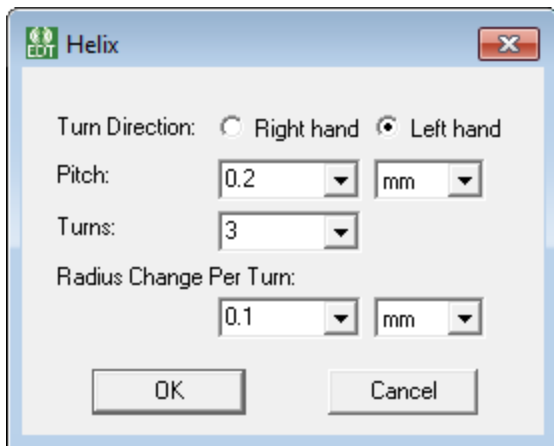 EDT Helix
Turn Direction: Right hand Left hand
Pitch: 0.2 mm
Turns: 3
Radius Change Per Turn:
0.1 mm
OK Cancel